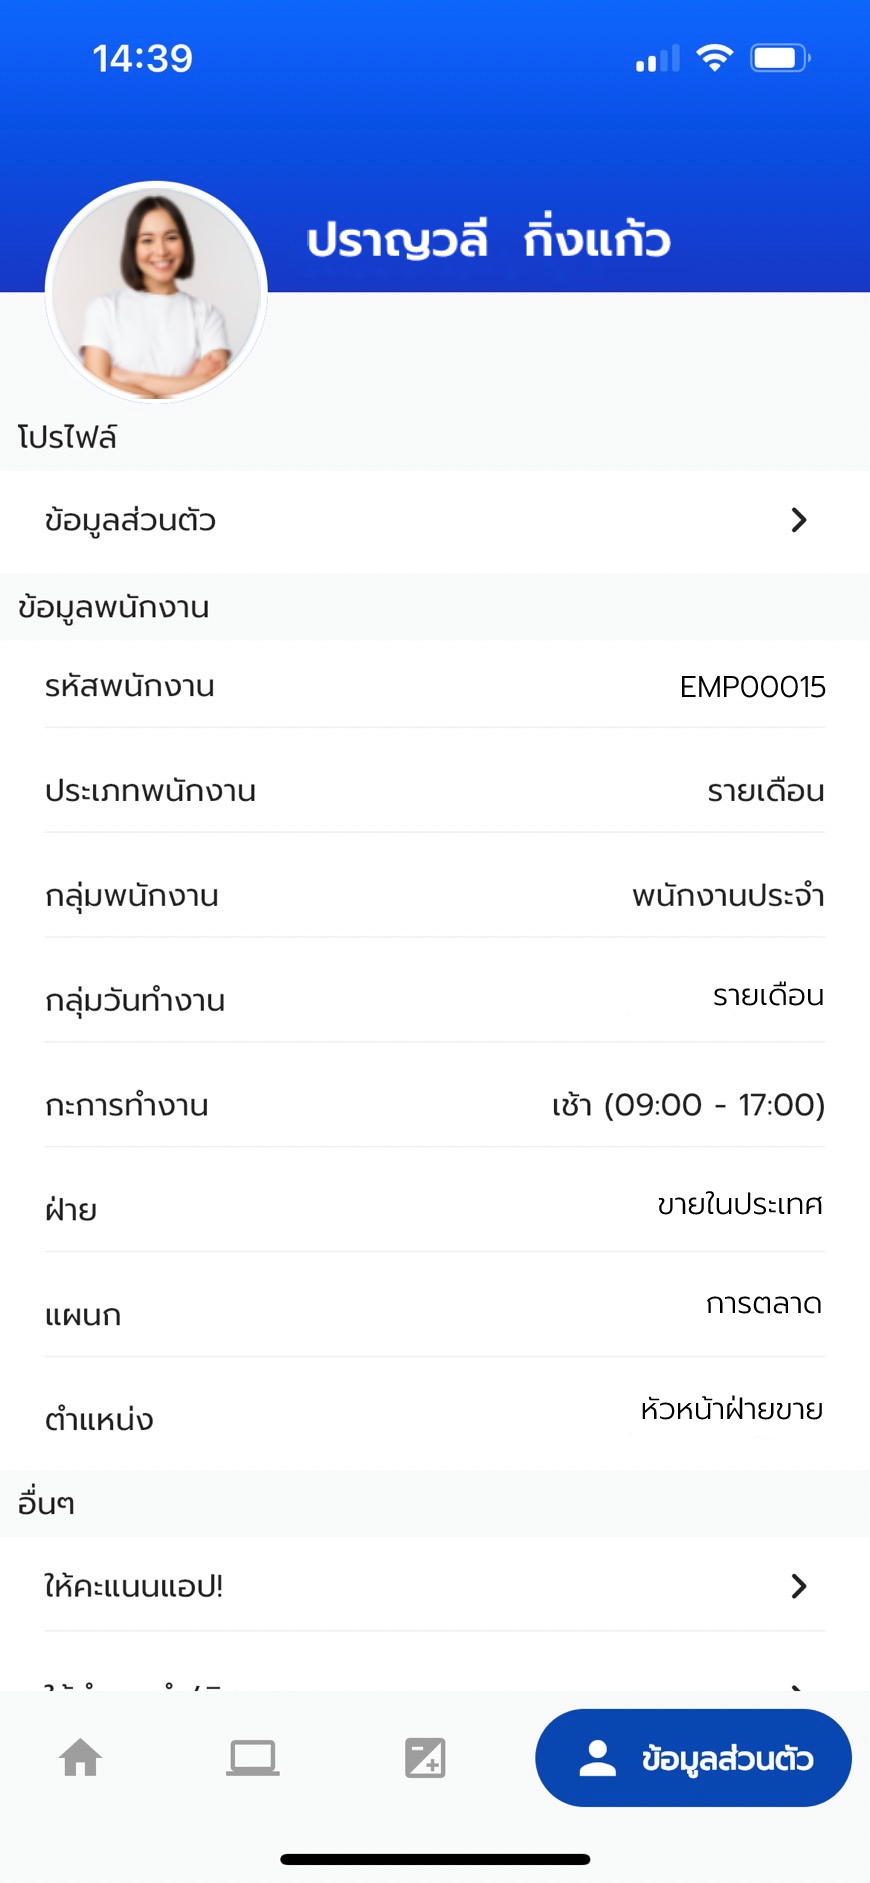 14:39
ปราญวลี กิ่งแก้ว
โปรไฟล์
ข้อมูลส่วนตัว
ข้อมูลพนักงาน
รหัสพนักงาน EMP00015
ประเภทพนักงาน รายเดือน
กลุ่มพนักงาน พนักงานประจำ
กลุ่มวันทำงาน รายเดือน
กะการทำงาน เช้า (09:00 - 17:00)
ฝ่าย ขายในประเทศ
แผนก การตลาด
ตำแหน่ง หัวหน้าฝ่ายขาย
อื่นๆ
ให้คะแนนแอป!
ข้อมูลส่วนตัว